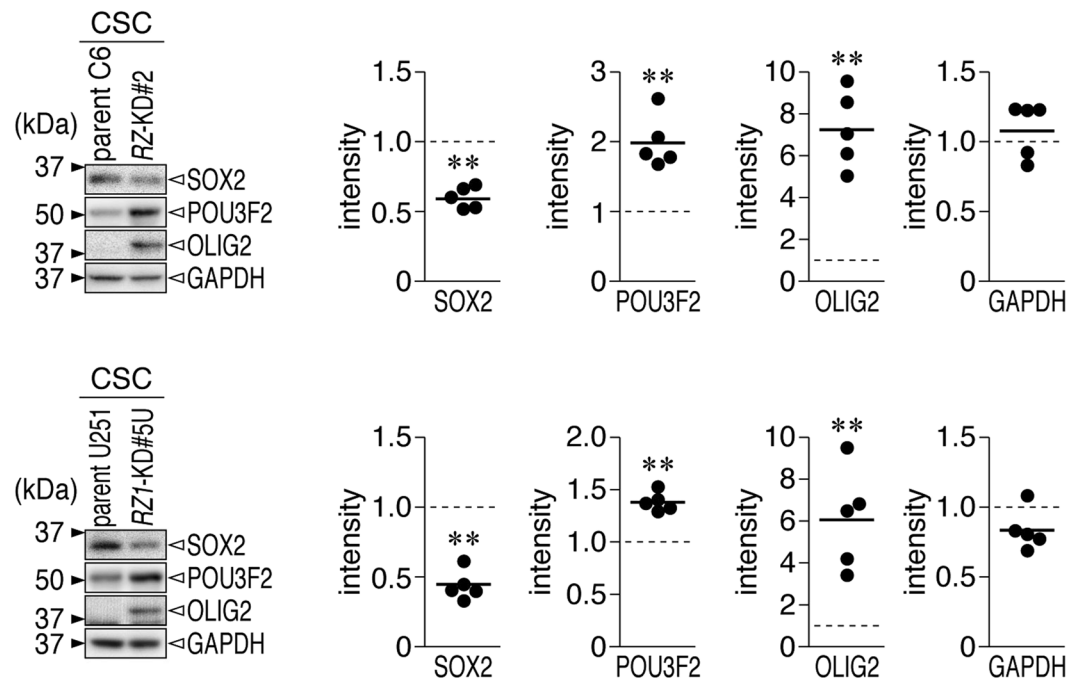 CSC
parent C6
RZ-KD#2
(kDa)
37
SOX2
50
POU3F2
37
OLIG2
37
GAPDH
intensity
1.5
1.0
0.5
0
**
SOX2
intensity
3
2
1
0
**
POU3F2
intensity
10
8
6
4
2
0
**
OLIG2
intensity
1.5
1.0
0.5
0
GAPDH
CSC
parent U251
RZ1-KD#5U
(kDa)
37
SOX2
50
POU3F2
37
OLIG2
37
GAPDH
intensity
1.5
1.0
0.5
0
**
SOX2
intensity
2.0
1.5
1.0
0.5
0
**
POU3F2
intensity
10
8
6
4
2
0
**
OLIG2
intensity
1.5
1.0
0.5
0
GAPDH